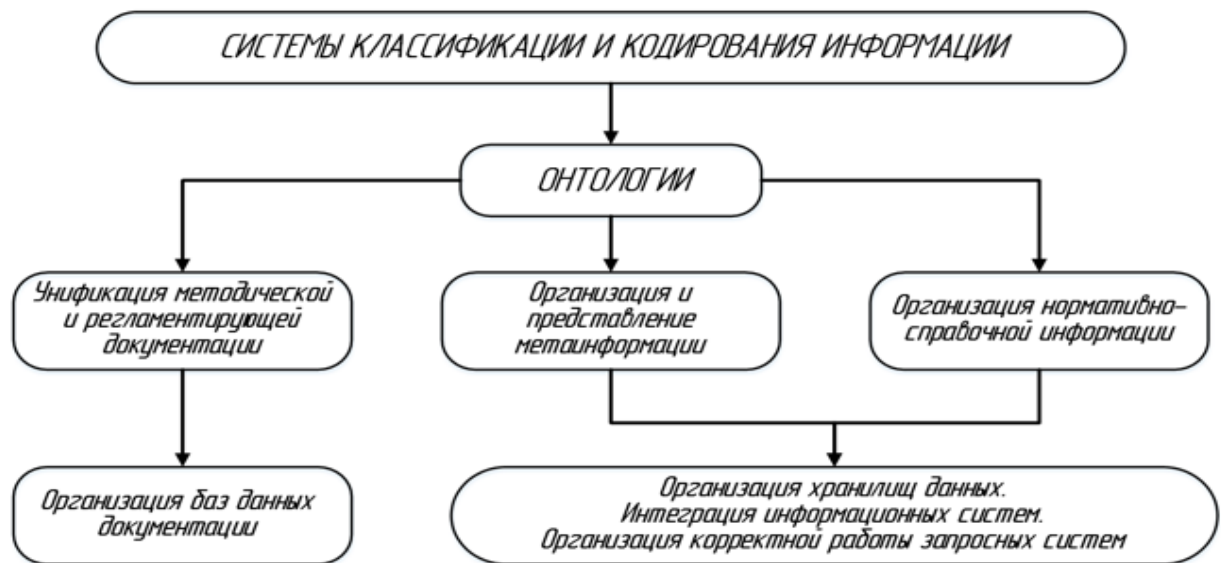 СИСТЕМЫ КЛАССИФИКАЦИИ И КОДИРОВАНИЯ ИНФОРМАЦИИ
ОНТОЛОГИИ
Унификация методической
и регламентирующей
документации
Организация и
представление
метаинформации
Организация нормативно-
справочной информации
Организация баз данных
документации
Организация хранилищ данных.
Интеграция информационных систем.
Организация корректной работы запросных систем